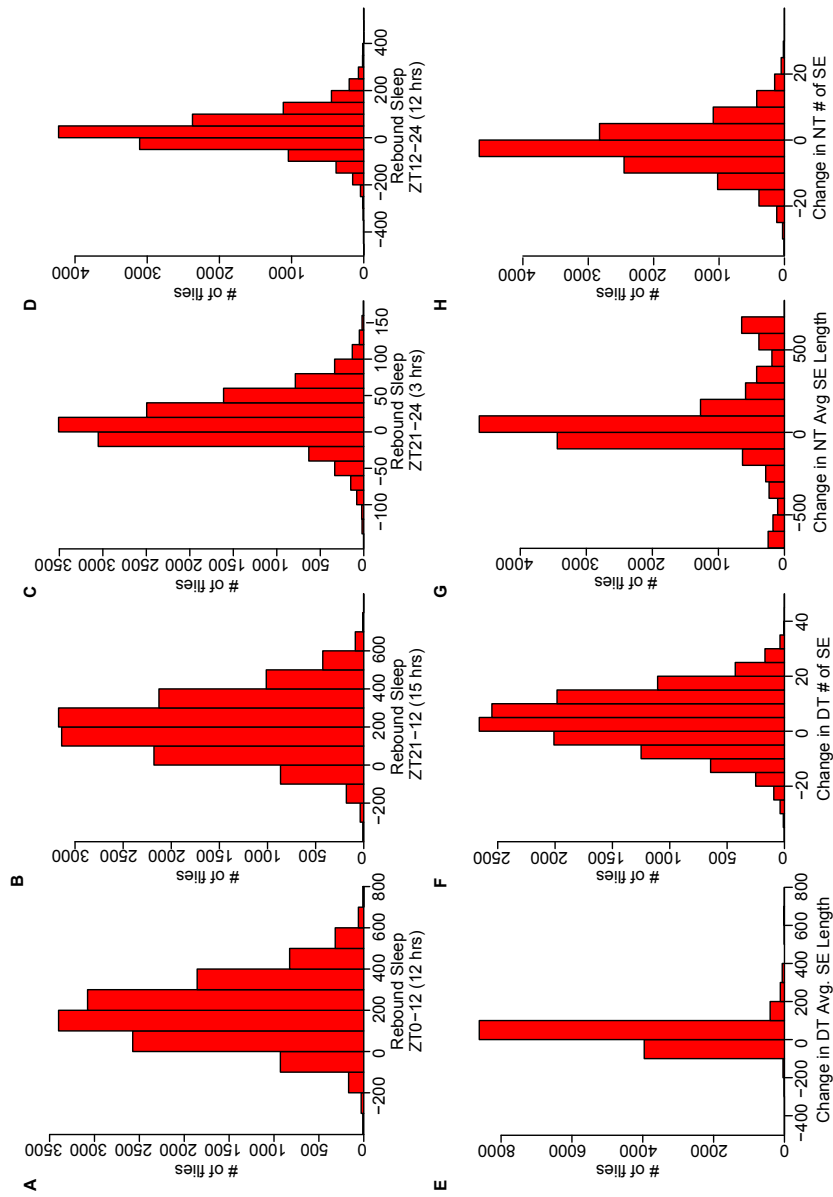 A
# of flies
0 500 1000 1500 2000 2500 3000 3500
−200 0 200 400 600 800
Rebound Sleep
ZT0−12 (12 hrs)
B
# of flies
0 500 1000 1500 2000 2500 3000
−200 0 200 400 600
Rebound Sleep
ZT21−12 (15 hrs)
C
# of flies
0 500 1000 1500 2000 2500 3000 3500
−100 −50 0 50 100 150
Rebound Sleep
ZT21−24 (3 hrs)
D
# of flies
0 1000 2000 3000 4000
−400 −200 0 200 400
Rebound Sleep
ZT12−24 (12 hrs)
E
# of flies
0 2000 4000 6000 8000
−400 −200 0 200 400 600 800
Change in DT Avg. SE Length
F
# of flies
0 500 1000 1500 2000 2500
−20 0 20 40
Change in DT # of SE
G
# of flies
0 1000 2000 3000 4000
−500 0 500
Change in NT Avg SE Length
H
# of flies
0 1000 2000 3000 4000
−20 0 20
Change in NT # of SE